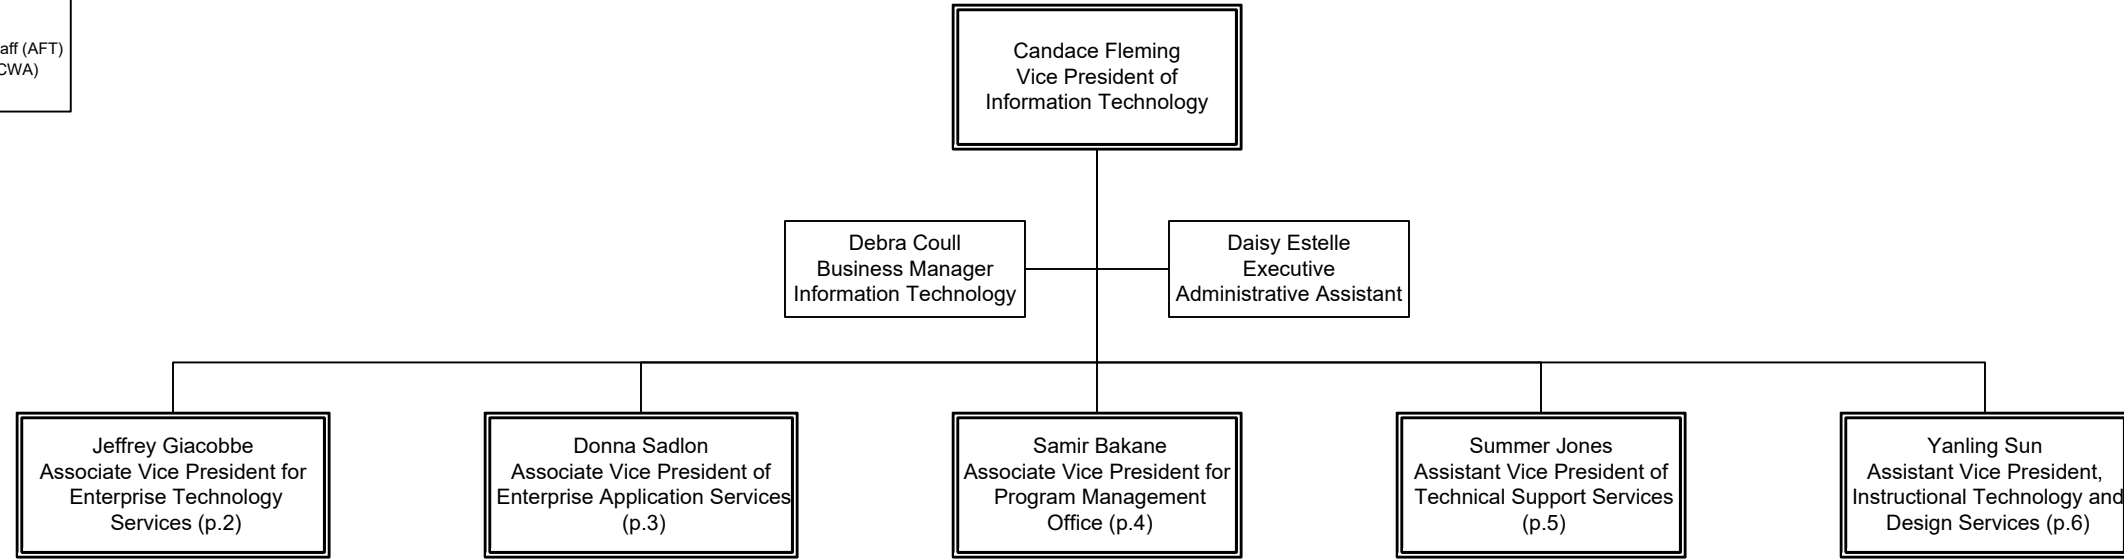 aff (AFT)
CWA)
Candace Fleming
Vice President of
Information Technology
Debra Coull
Business Manager
Information Technology
Daisy Estelle
Executive
Administrative Assistant
Jeffrey Giacobbe
Associate Vice President for
Enterprise Technology
Services (p.2)
Donna Sadlon
Associate Vice President of
Enterprise Application Services
(p.3)
Samir Bakane
Associate Vice President for
Program Management
Office (p.4)
Summer Jones
Assistant Vice President of
Technical Support Services
(p.5)
Yanling Sun
Assistant Vice President,
Instructional Technology and
Design Services (p.6)